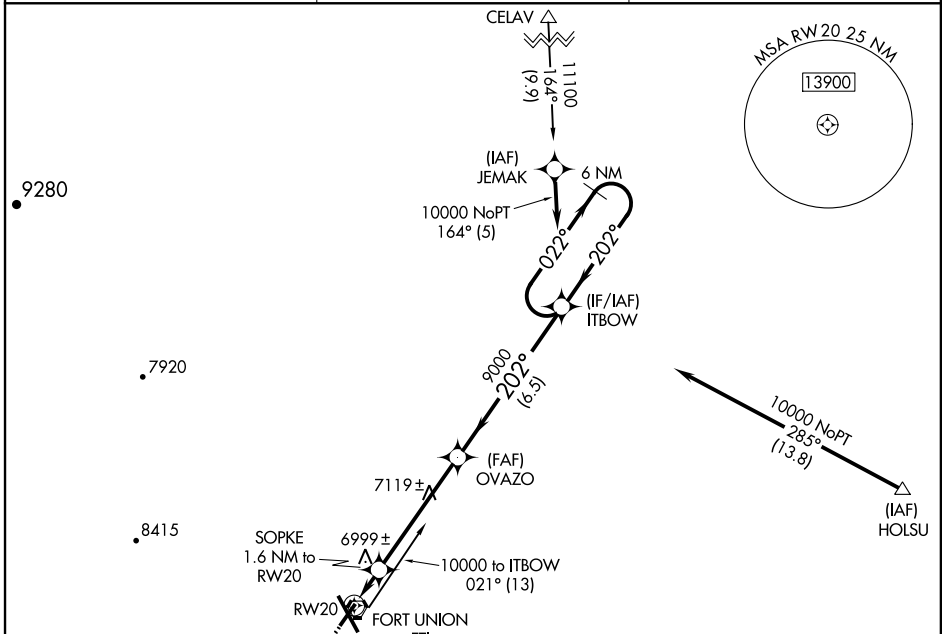 CELAV
11100
164°
(9.9)
MSA RW 20 25 NM
13900
(IAF)
JEMAK
6 NM
9280
10000 NoPT
164° (5)
022°
202°
(IF/IAF)
ITBOW
9000
202°
(6.5)
7920
10000 NoPT
285°
(13.8)
(FAF)
OVAZO
7119 ±
(IAF)
HOLSU
8415
SOPKE
1.6 NM to
RW20
6999 ±
10000 to ITBOW
021° (13)
RW20
FORT UNION